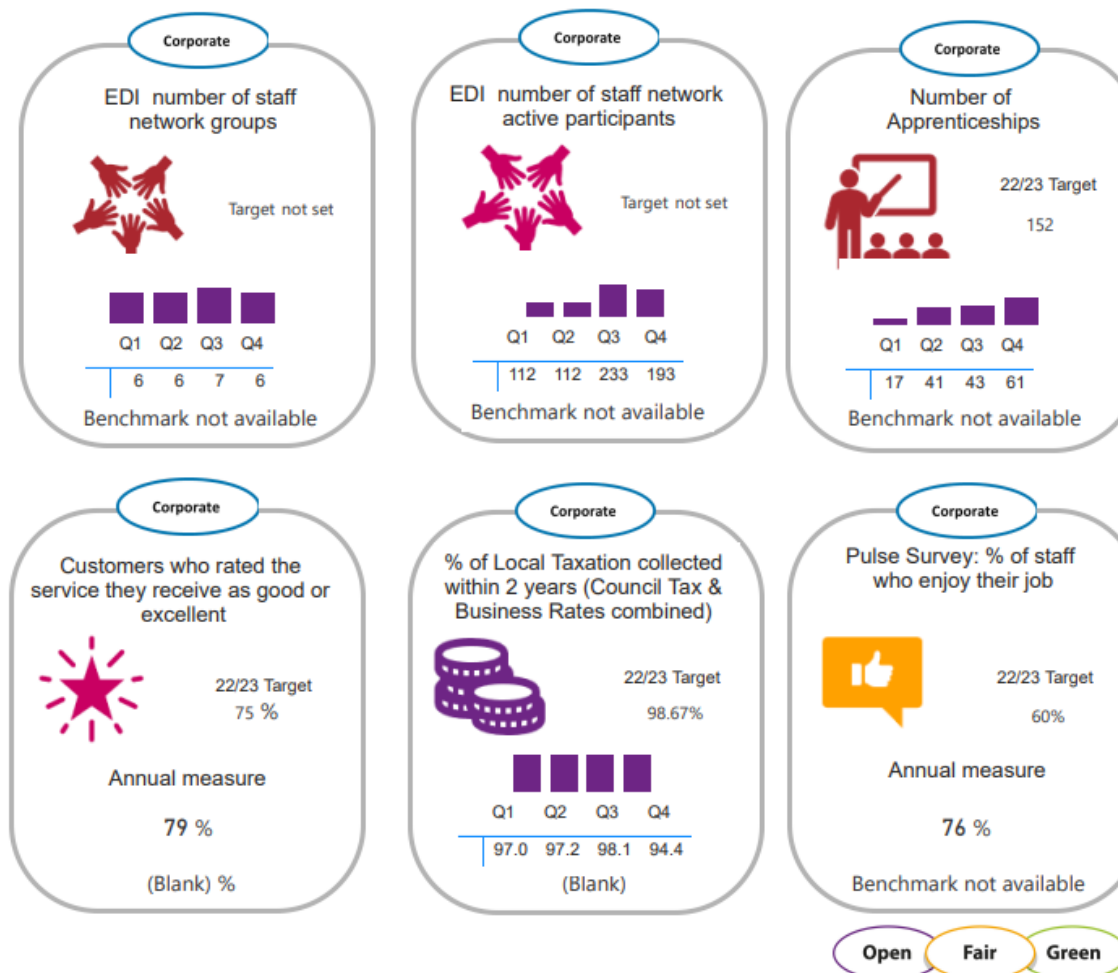 Corporate
EDI number of staff
network groups
Target not set
Q1 Q2 Q3 Q4
6 6 7 6
Benchmark not available
Corporate
EDI number of staff network
active participants
Target not set
Q1 Q2 Q3 Q4
112 112 233 193
Benchmark not available
Corporate
Number of
Apprenticeships
22/23 Target
152
Q1 Q2 Q3 Q4
17 41 43 61
Benchmark not available
Corporate
Customers who rated the
service they receive as good or
excellent
22/23 Target
75 %
Annual measure
79 %
(Blank) %
Corporate
% of Local Taxation collected
within 2 years (Council Tax &
Business Rates combined)
22/23 Target
98.67%
Q1 Q2 Q3 Q4
97.0 97.2 98.1 94.4
(Blank)
Corporate
Pulse Survey: % of staff
who enjoy their job
22/23 Target
60%
Annual measure
76 %
Benchmark not available
Open Fair Green